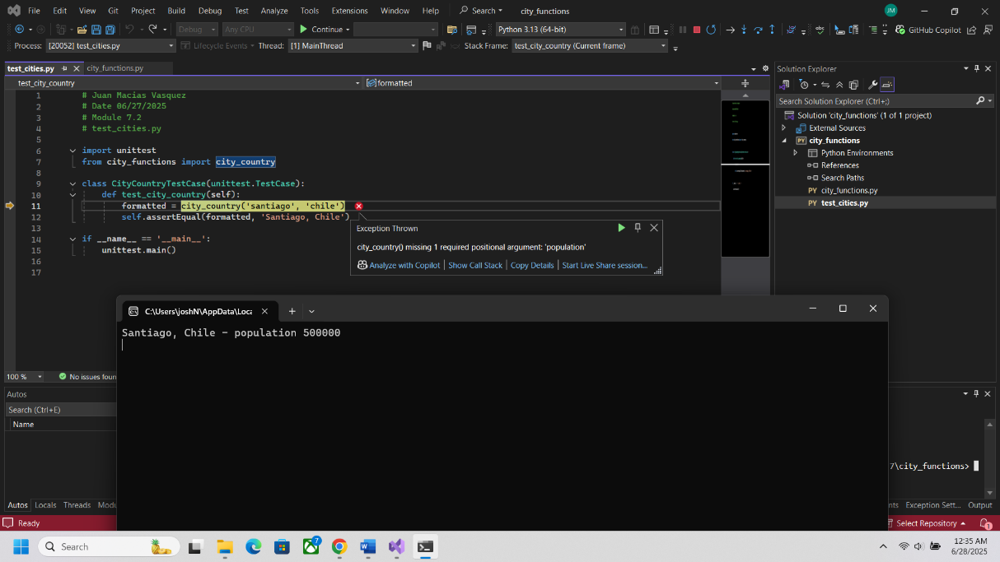 File Edit View Git Project Build Debug Test Analyze Tools Extensions Window Help Search city_functions JM
Debug Any CPU Continue Python 3.13 (64-bit) GitHub Copilot
Process: [20052] test_cities.py Lifecycle Events Thread: [1] MainThread Stack Frame: test_city_country (Current frame)
test_cities.py city_functions.py
test_city_country formatted
1 # Juan Macias Vasquez
2 # Date 06/27/2025
3 # Module 7.2
4 # test_cities.py
5
6 import unittest
7 from city_functions import city_country
8
9 class CityCountryTestCase(unittest.TestCase):
10 def test_city_country(self):
11 formatted = city_country('santiago', 'chile')
12 self.assertEqual(formatted, 'Santiago, Chile')
13
14 if __name__ == '__main__':
15 unittest.main()
16
17
Exception Thrown
city_country() missing 1 required positional argument: 'population'
Analyze with Copilot Show Call Stack Copy Details Start Live Share session...
Solution Explorer
Search Solution Explorer (Ctrl+;)
Solution 'city_functions' (1 of 1 project)
External Sources
city_functions
Python Environments
References
Search Paths
PY city_functions.py
PY test_cities.py
C:\Users\joshN\AppData\Loca
Santiago, Chile - population 500000
100 % No issues foun
Autos
Search (Ctrl+E)
Name
7\city_functions>
Autos Locals Threads Modu
nts Exception Sett... Output
Ready Select Repository 1
Search 7
12:35 AM
6/28/2025